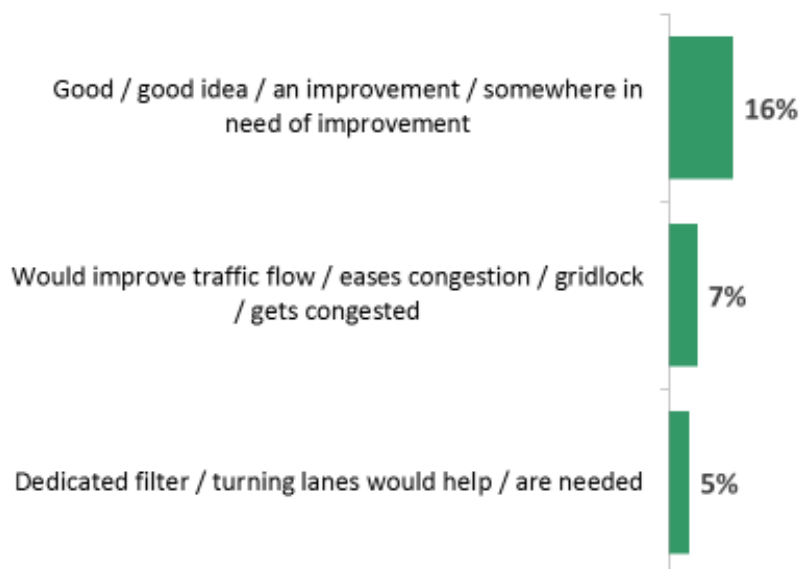 Good / good idea / an improvement / somewhere in
need of improvement
16%
Would improve traffic flow / eases congestion / gridlock
/ gets congested
7%
Dedicated filter / turning lanes would help / are needed
5%